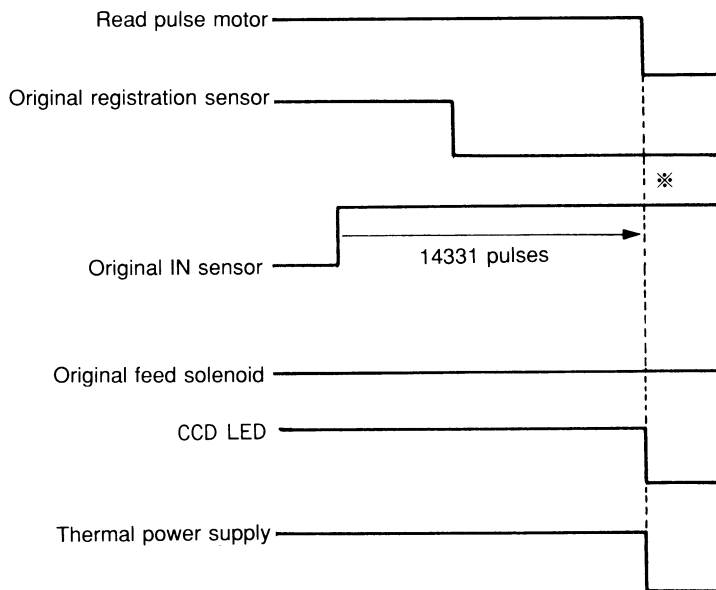 Read pulse motor
Original registration sensor
※
14331 pulses
Original IN sensor
Original feed solenoid
CCD LED
Thermal power supply